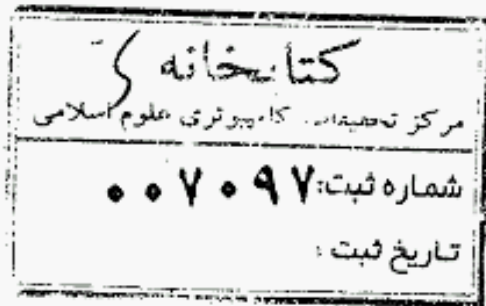 کتابخانه
مرکز تحقیقات کامپیوتری علوم اسلامی
شماره ثبت: ۰۰۷۰۹۷
تاریخ ثبت :